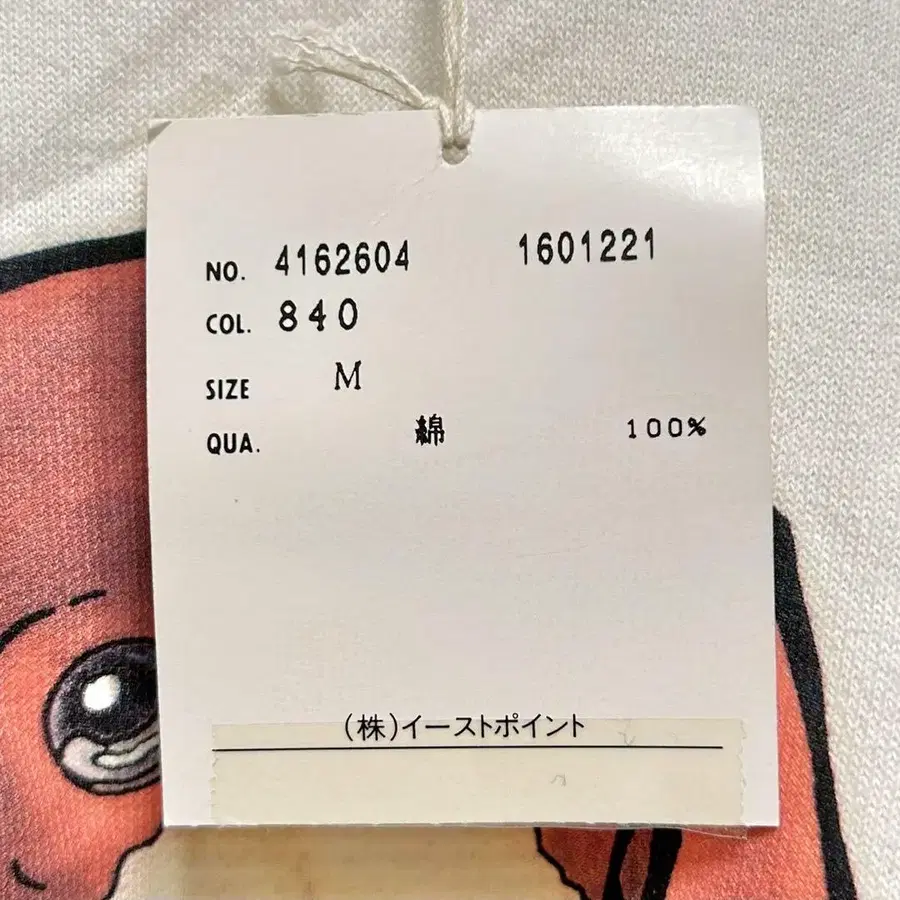 NO. 4162604 1601221
COL. 840
SIZE M
QUA. 綿 100%
(株)イーストポイント